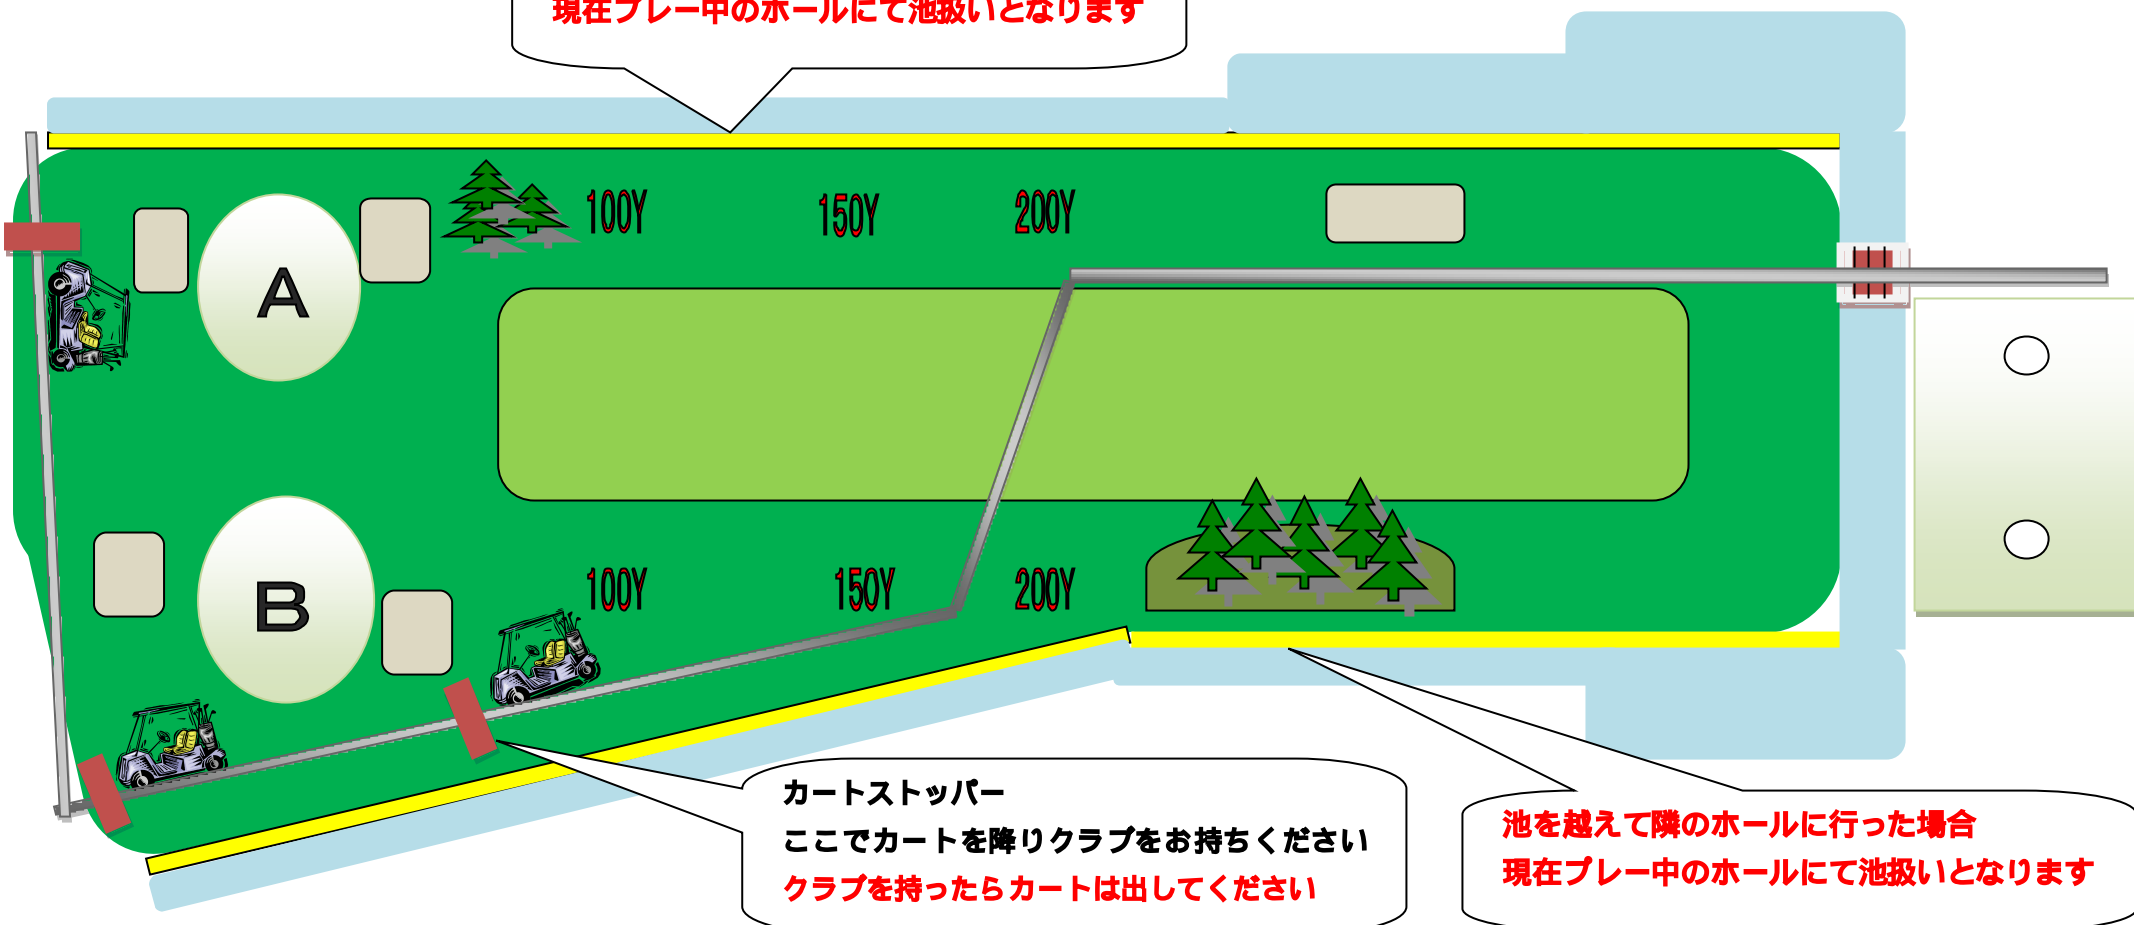 現在プレー中のホールにて池扱いとなります
100Y
150Y
200Y
A
B
100Y
150Y
200Y
カートストッパー
ここでカートを降りクラブをお持ちください
クラブを持ったらカートは出してください
池を越えて隣のホールに行った場合
現在プレー中のホールにて池扱いとなります